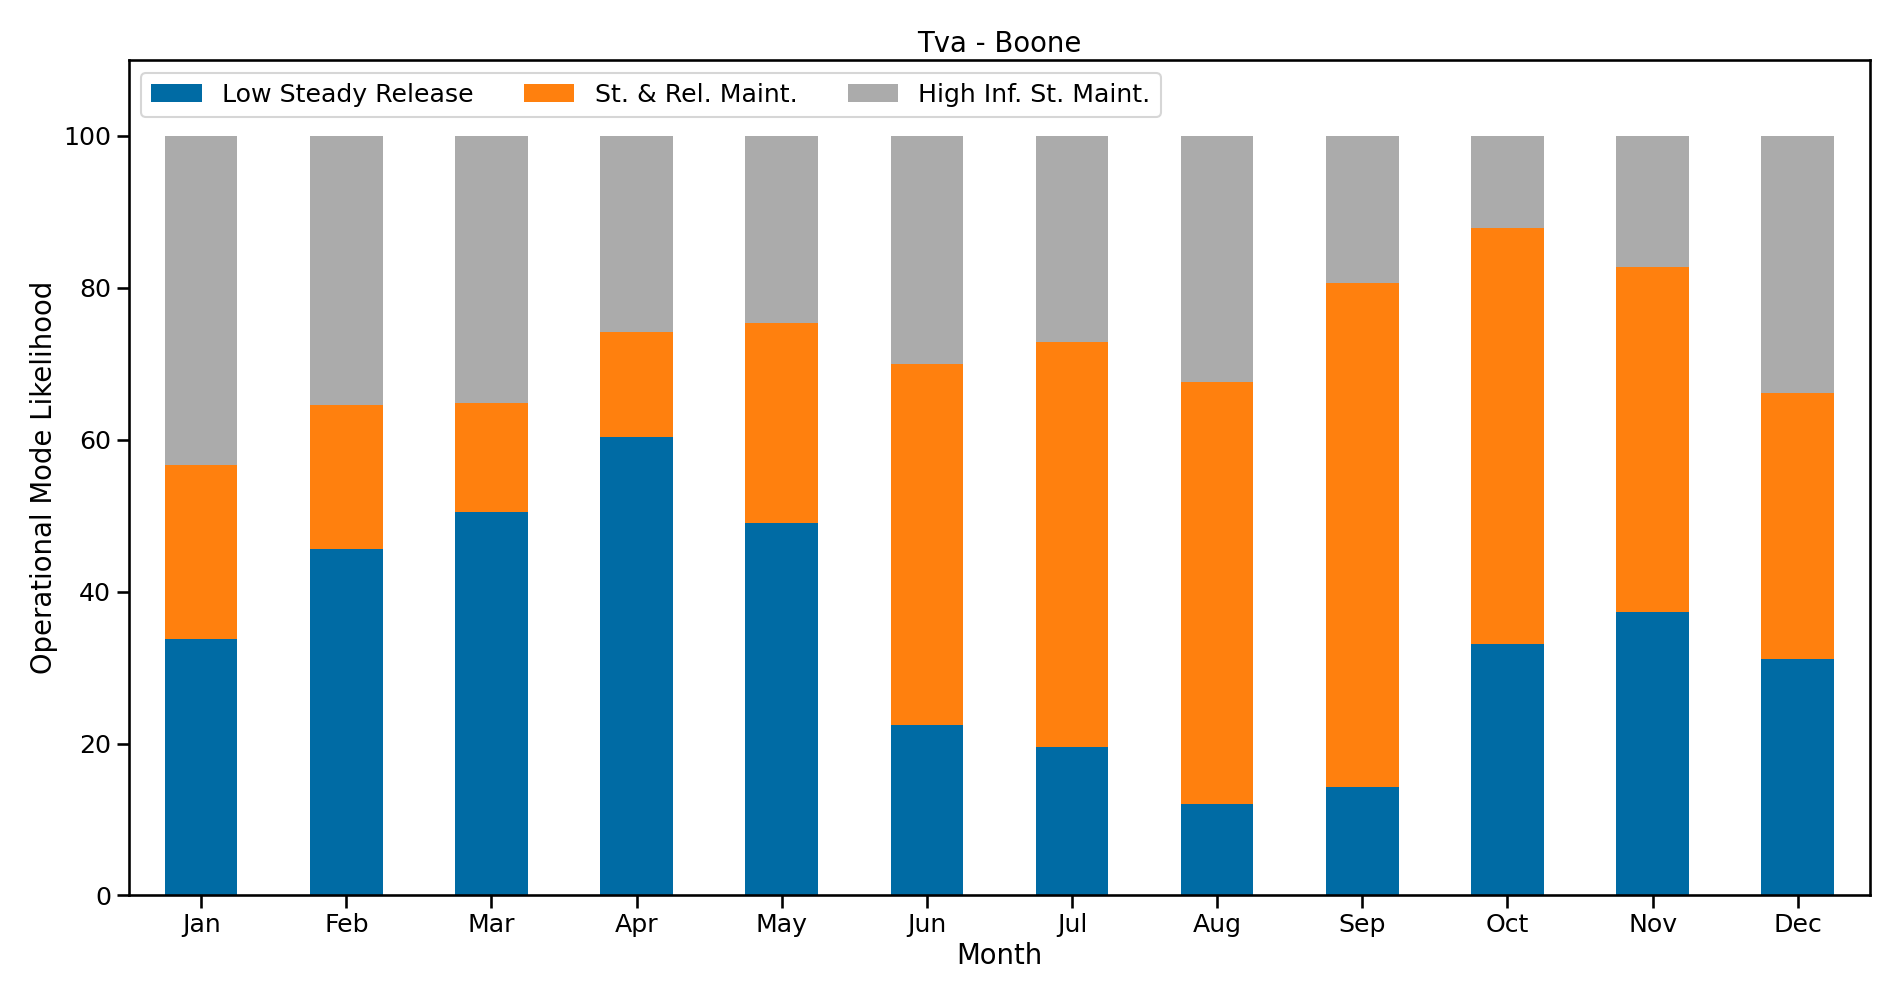 Tva - Boone
Low Steady Release St. & Rel. Maint. High Inf. St. Maint.
100
80
60
40
20
0
Operational Mode Likelihood
Jan Feb Mar Apr May Jun Jul Aug Sep Oct Nov Dec
Month